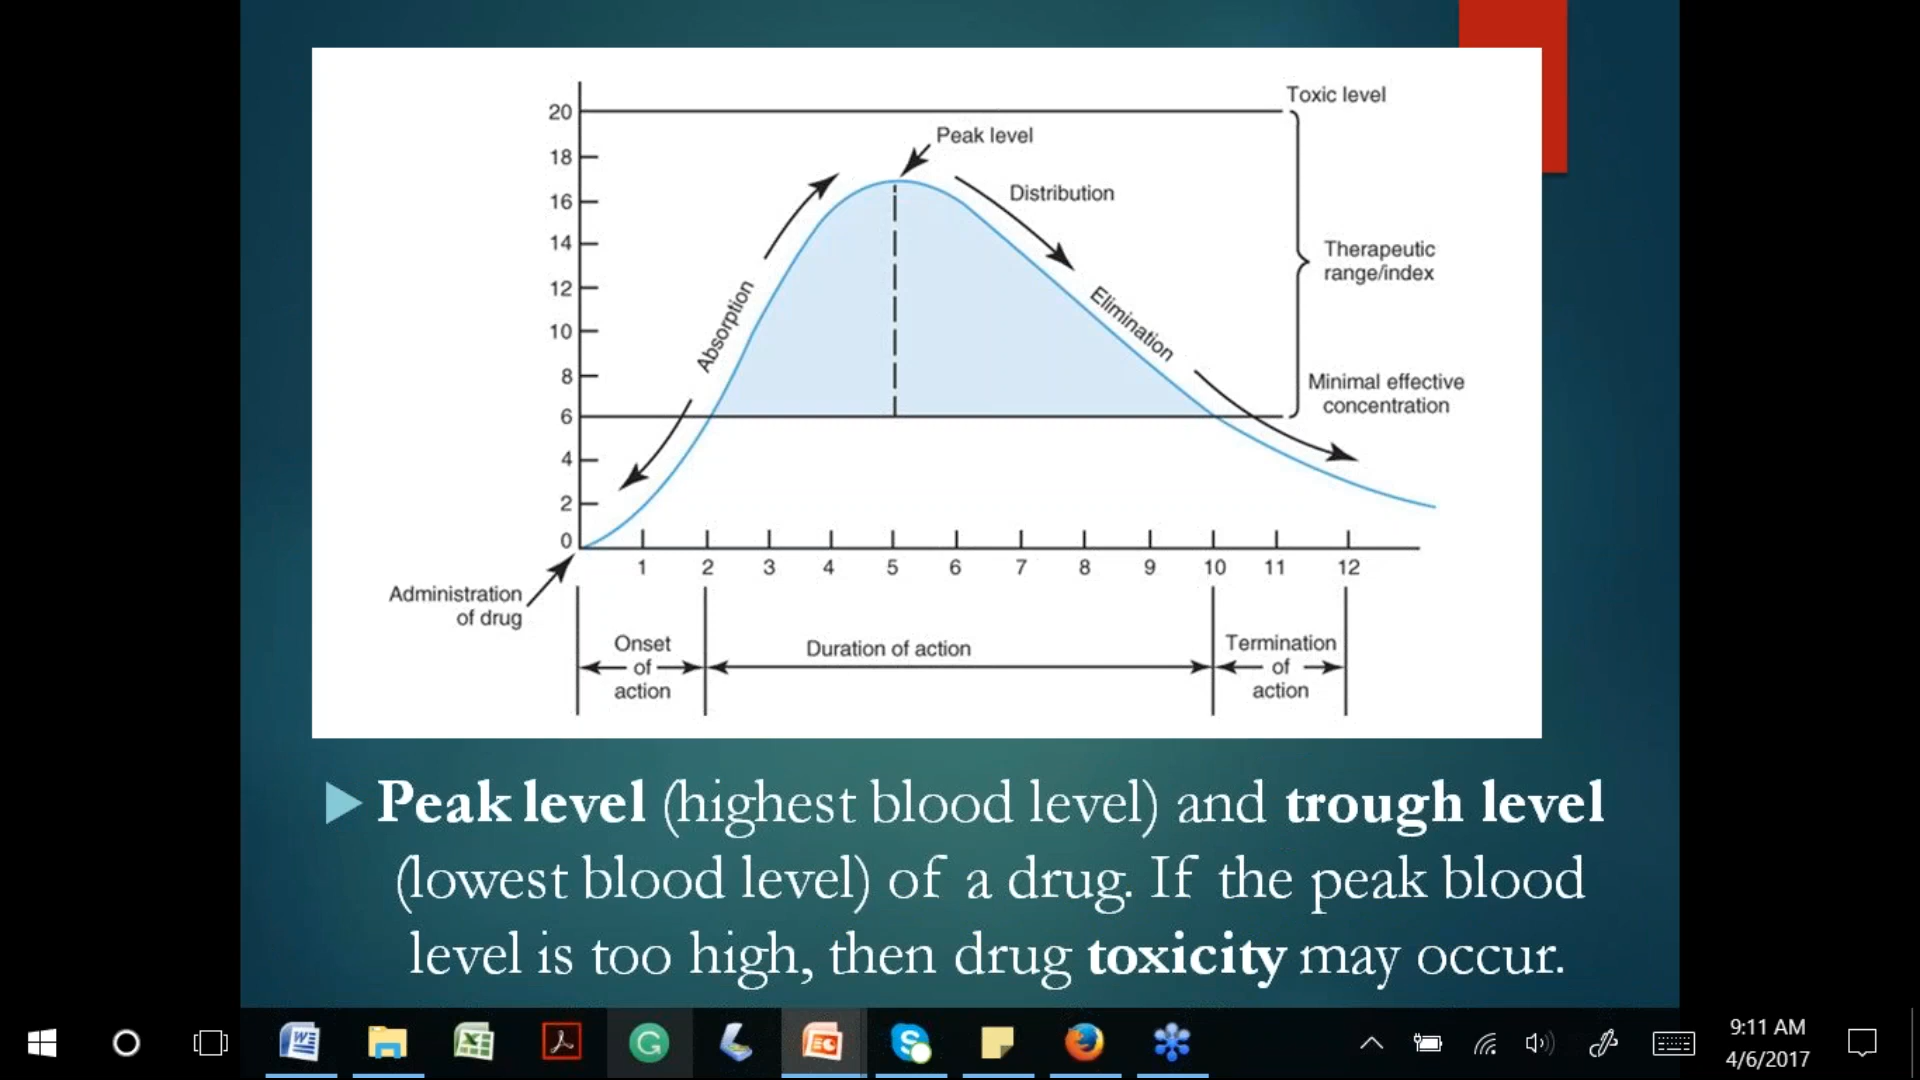 Toxic level
20
Peak level
18
Distribution
16
14
Therapeutic
range/index
12
Absorption
Elimination
10
8
Minimal effective
concentration
6
4
2
0
1 2 3 4 5 6 7 8 9 10 11 12
Administration
of drug
Onset
of
action
Duration of action
Termination
of
action
Peak level (highest blood level) and trough level
(lowest blood level) of a drug. If the peak blood
level is too high, then drug toxicity may occur.
9:11 AM
4/6/2017